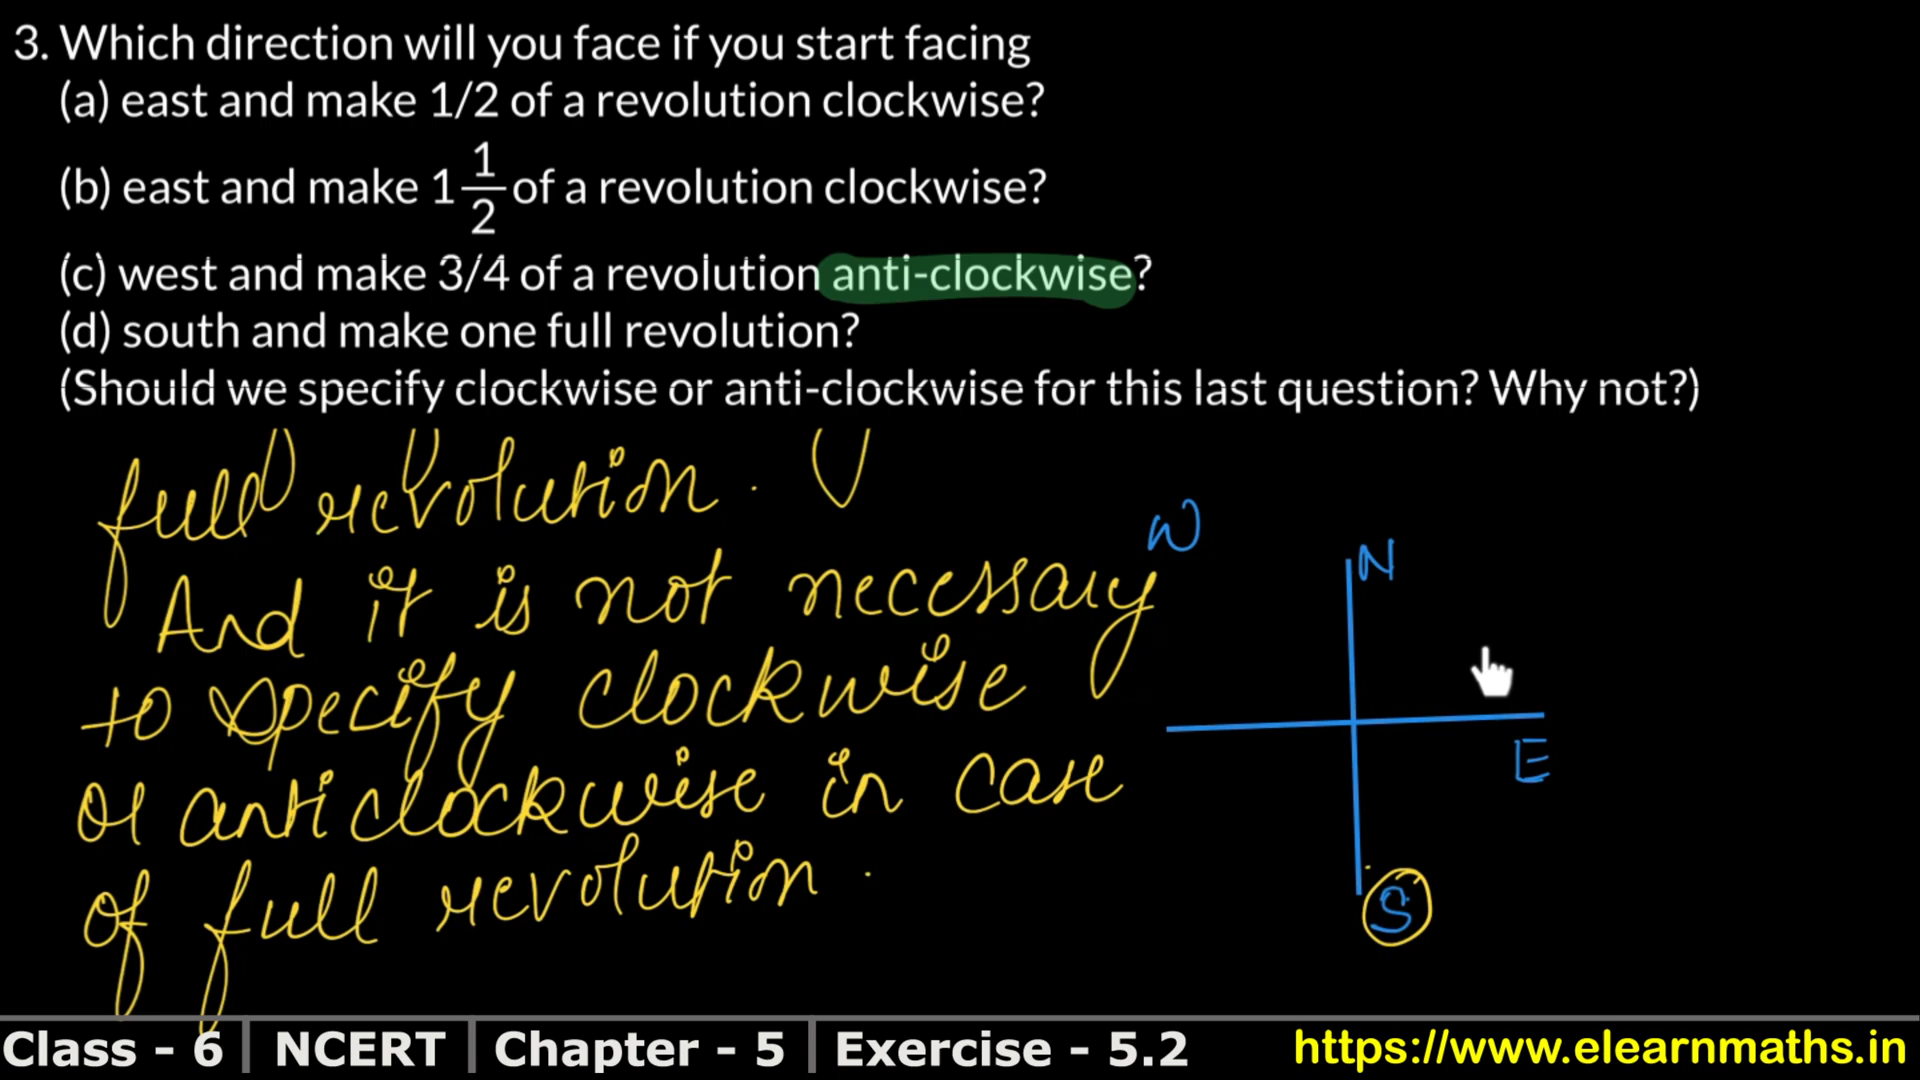 3. Which direction will you face if you start facing
(a) east and make 1/2 of a revolution clockwise?
(b) east and make 1 1/2 of a revolution clockwise?
(c) west and make 3/4 of a revolution anti-clockwise?
(d) south and make one full revolution?
(Should we specify clockwise or anti-clockwise for this last question? Why not?)
full revolution.
And it is not necessary
to specify clockwise
or anticlockwise in case
of full revolution.
W
N
E
S
Class - 6 | NCERT | Chapter - 5 | Exercise - 5.2
https://www.elearnmaths.in